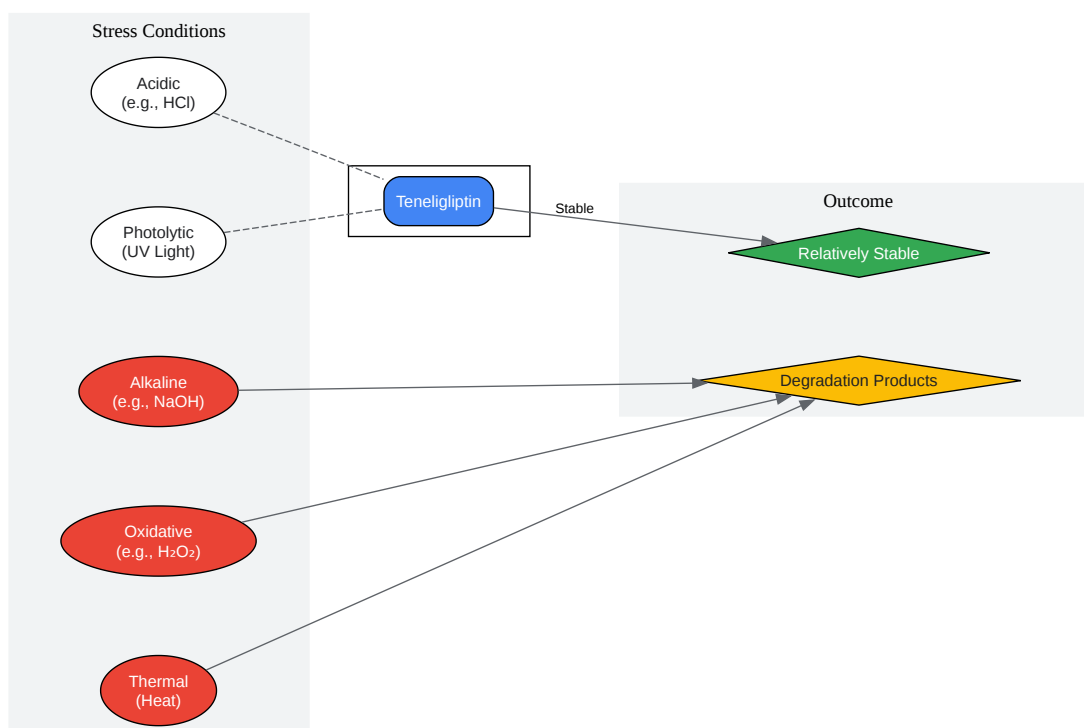 Stress Conditions
Acidic
(e.g., HCl)
Photolytic
(UV Light)
Alkaline
(e.g., NaOH)
Oxidative
(e.g., H₂O₂)
Thermal
(Heat)
Teneligliptin
Stable
Outcome
Relatively Stable
Degradation Products